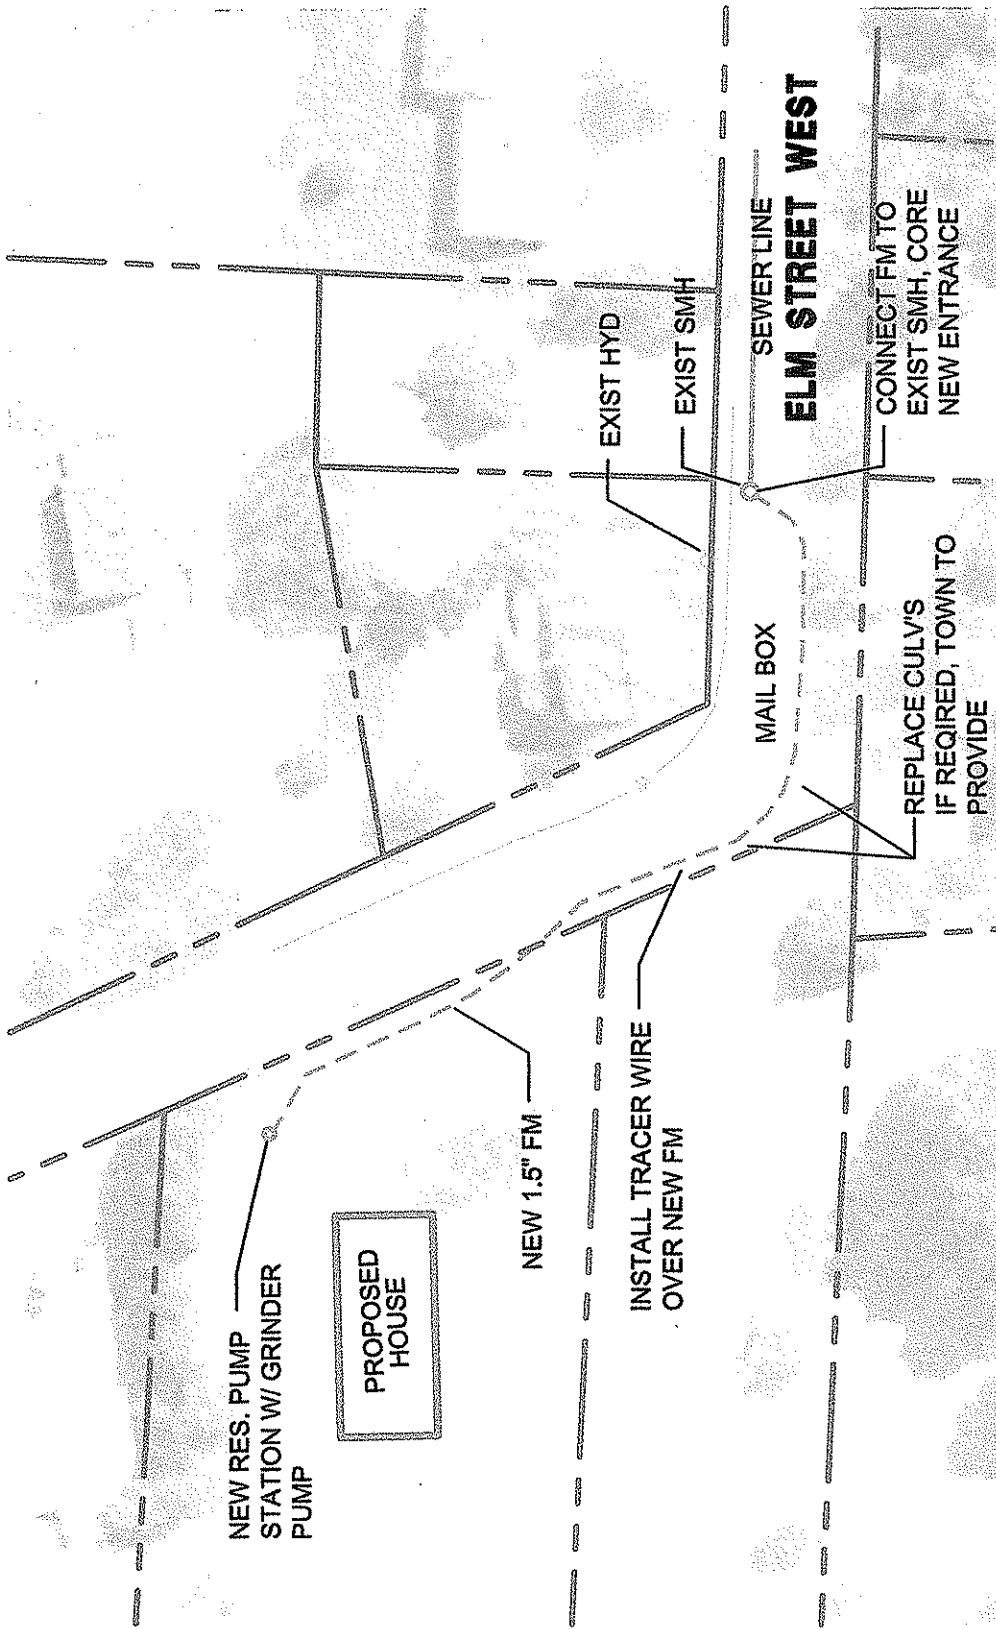 NEW RES. PUMP
STATION W/ GRINDER
PUMP
PROPOSED
HOUSE
NEW 1.5" FM
INSTALL TRACER WIRE
OVER NEW FM
EXIST HYD
EXIST SMH
SEWER LINE
ELM STREET WEST
MAIL BOX
CONNECT FM TO
EXIST SMH, CORE
NEW ENTRANCE
REPLACE CULV'S
IF REQIRED, TOWN TO
PROVIDE